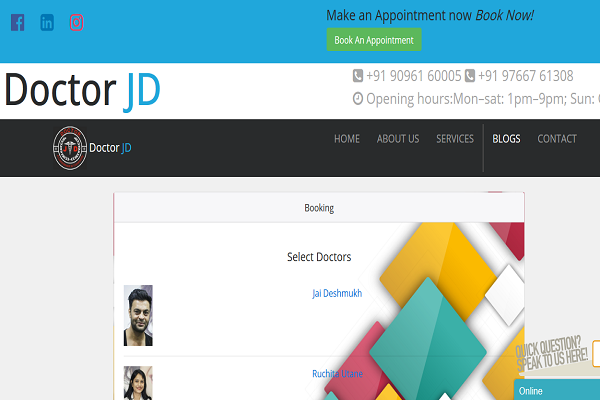 Make an Appointment now Book Now!
Book An Appointment
Doctor JD
+91 90961 60005 +91 97667 61308
Opening hours:Mon–sat: 1pm–9pm; Sun:
Doctor JD
HOME ABOUT US SERVICES BLOGS CONTACT
Booking
Select Doctors
Jai Deshmukh
Ruchita Utane
QUICK QUESTION?
SPEAK TO US HERE!
Online